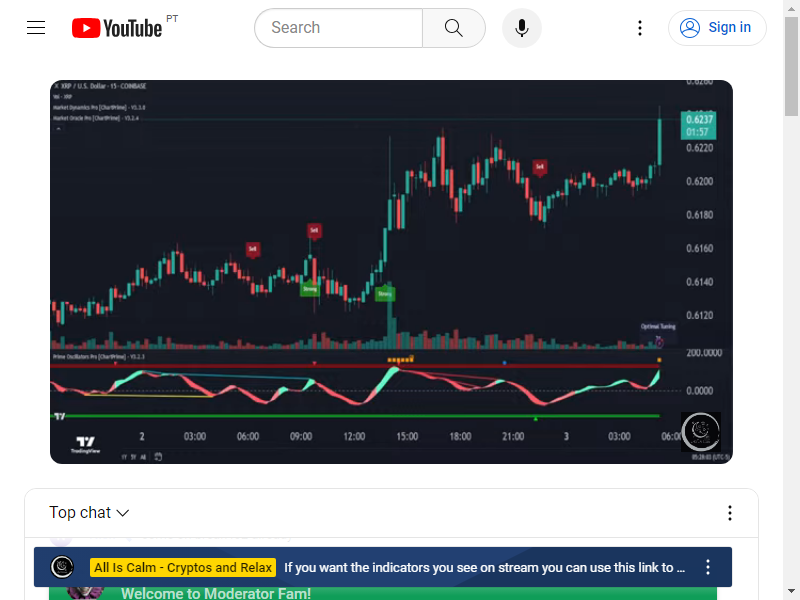 YouTube PT
Search
Sign in
XRP / U.S. Dollar · 15 · COINBASE
Vol · XRP
Market Dynamics Pro [ChartPrime] · V3.3.8
Market Oracle Pro [ChartPrime] · V3.2.4
0.6260
0.6237
01:57
0.6220
0.6200
0.6180
0.6160
0.6140
0.6120
Sell
Sell
Sell
Strong
Strong
Optimal Tuning
Prime Oscillators Pro [ChartPrime] · V3.2.3
200.0000
0.0000
2 03:00 06:00 09:00 12:00 15:00 18:00 21:00 3 03:00 06:00
TradingView
1Y 5Y All
Top chat
All Is Calm - Cryptos and Relax If you want the indicators you see on stream you can use this link to ...
Welcome to Moderator Fam!